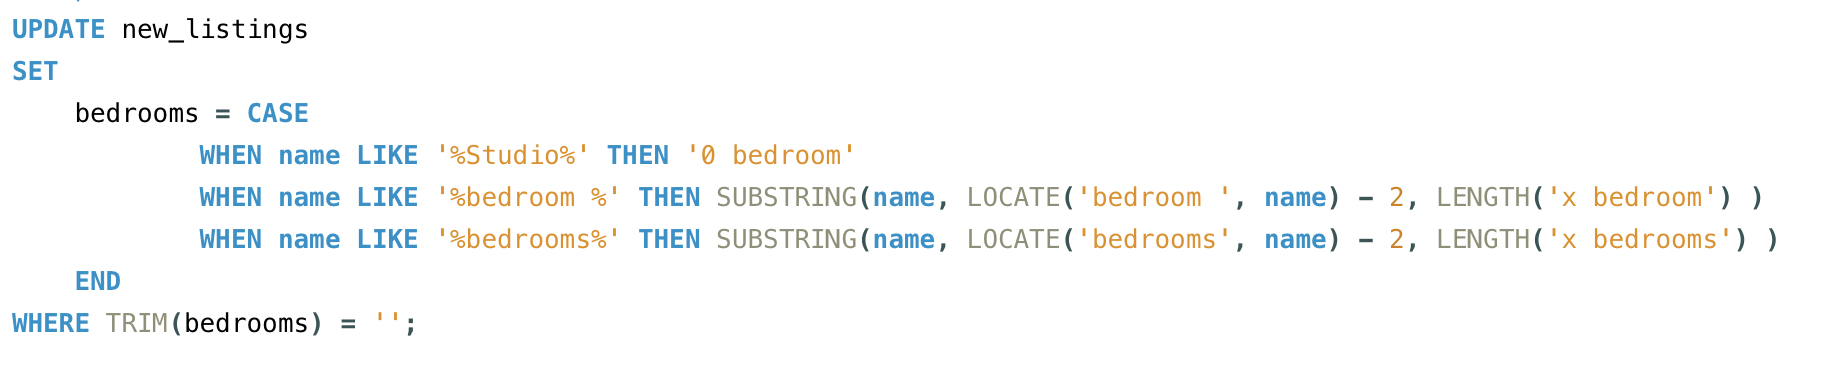 UPDATE new_listings
SET
    bedrooms = CASE
            WHEN name LIKE '%Studio%' THEN '0 bedroom'
            WHEN name LIKE '%bedroom %' THEN SUBSTRING(name, LOCATE('bedroom ', name) - 2, LENGTH('x bedroom') )
            WHEN name LIKE '%bedrooms%' THEN SUBSTRING(name, LOCATE('bedrooms', name) - 2, LENGTH('x bedrooms') )
    END
WHERE TRIM(bedrooms) = '';